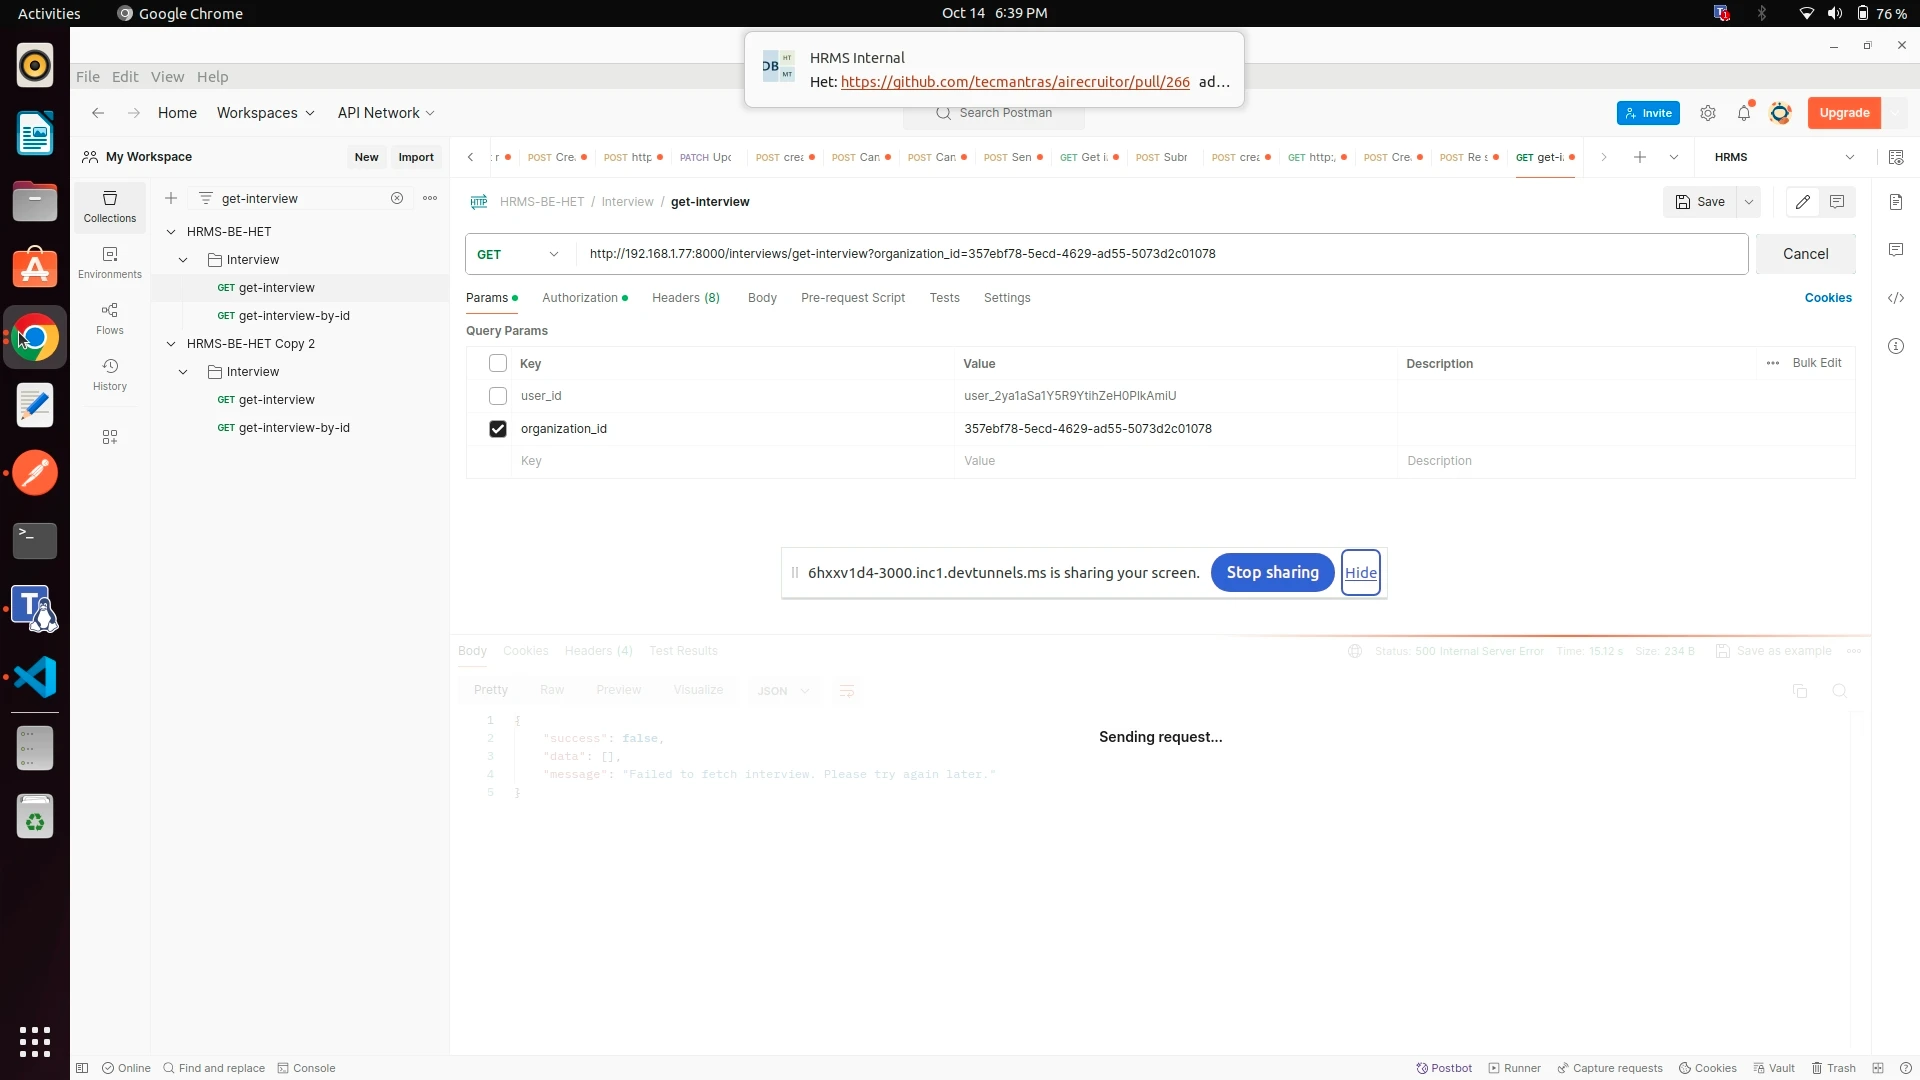 Activities
Google Chrome
Oct 14 6:39 PM
76 %
HRMS Internal
Het: https://github.com/tecmantras/airecruitor/pull/266 ad...
File Edit View Help
Home
Workspaces
API Network
Search Postman
Invite
Upgrade
My Workspace
New
Import
POST Cre
POST http
PATCH Upc
POST crea
POST Can
POST Can
POST Sen
GET Get i
POST Subr
POST crea
GET http:
POST Cre
POST Re s
GET get-i
HRMS
Collections
Environments
Flows
History
get-interview
HRMS-BE-HET
Interview
GET get-interview
GET get-interview-by-id
HRMS-BE-HET Copy 2
Interview
GET get-interview
GET get-interview-by-id
HRMS-BE-HET / Interview / get-interview
Save
GET
http://192.168.1.77:8000/interviews/get-interview?organization_id=357ebf78-5ecd-4629-ad55-5073d2c01078
Cancel
Params
Authorization
Headers (8)
Body
Pre-request Script
Tests
Settings
Cookies
Query Params
Key Value Description Bulk Edit
user_id user_2ya1aSa1Y5R9YtihZeH0PlkAmiU
organization_id 357ebf78-5ecd-4629-ad55-5073d2c01078
Key Value Description
6hxxv1d4-3000.inc1.devtunnels.ms is sharing your screen.
Stop sharing
Hide
Body Cookies Headers (4) Test Results
Status: 500 Internal Server Error Time: 15.12 s Size: 234 B
Save as example
Pretty Raw Preview Visualize JSON
1 {
2 "success": false,
3 "data": [],
4 "message": "Failed to fetch interview. Please try again later."
5 }
Sending request...
Online
Find and replace
Console
Postbot
Runner
Capture requests
Cookies
Vault
Trash